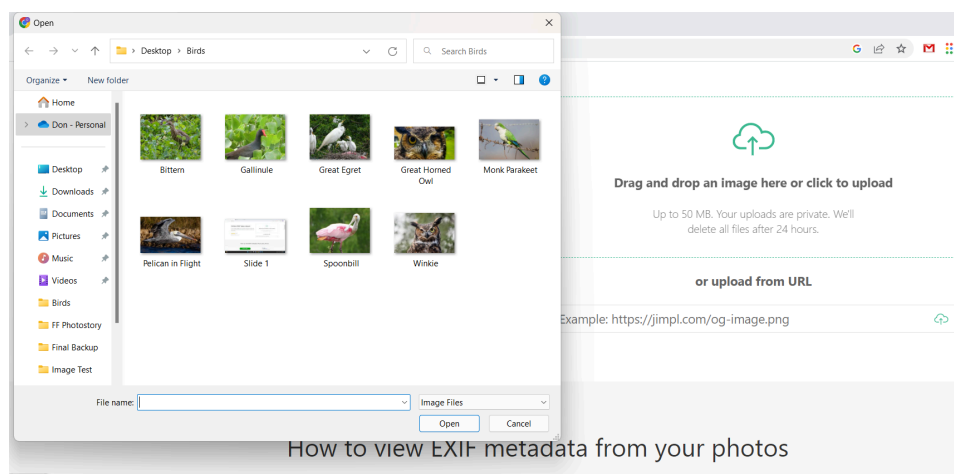 Open
Desktop > Birds
Search Birds
Organize
New folder
Home
Don - Personal
Desktop
Downloads
Documents
Pictures
Music
Videos
Birds
FF Photostory
Final Backup
Image Test
Bittern
Gallinule
Great Egret
Great Horned
Owl
Monk Parakeet
Pelican in Flight
Slide 1
Spoonbill
Winkie
File name:
Image Files
Open
Cancel
Drag and drop an image here or click to upload
Up to 50 MB. Your uploads are private. We'll
delete all files after 24 hours.
or upload from URL
Example: https://jimpl.com/og-image.png
How to view EXIF metadata from your photos